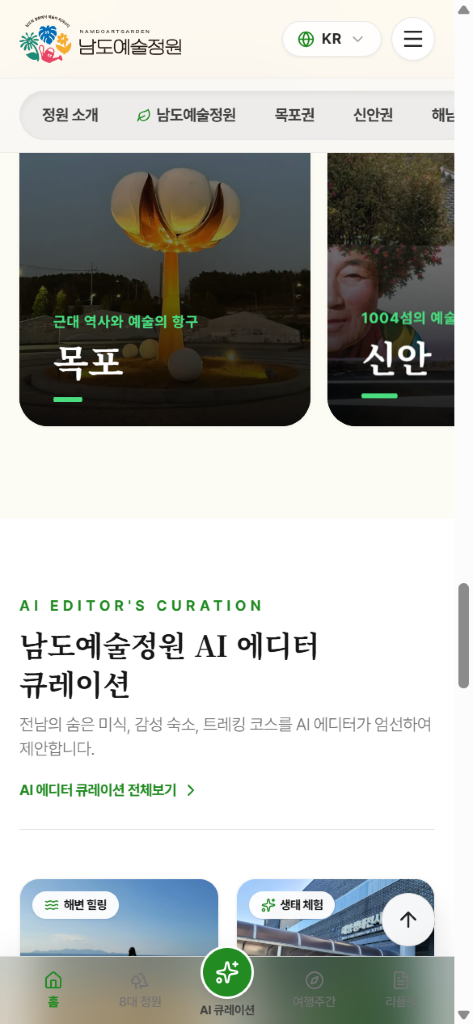 NAMDOARTGARDEN
남도예술정원
KR
정원 소개
남도예술정원
목포권
신안권
해남
근대 역사와 예술의 항구
목포
1004섬의 예술
신안
AI EDITOR'S CURATION
남도예술정원 AI 에디터
큐레이션
전남의 숨은 미식, 감성 숙소, 트레킹 코스를 AI 에디터가 엄선하여
제안합니다.
AI 에디터 큐레이션 전체보기
해변 힐링
생태 체험
홈
8대 정원
AI 큐레이션
여행주간